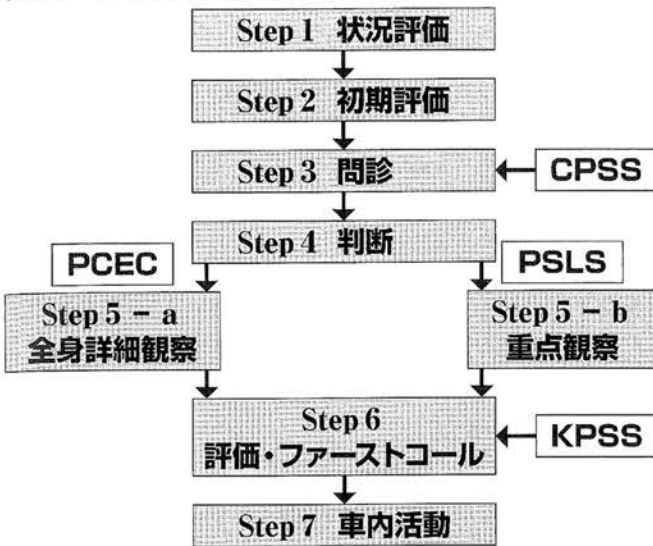 Step 1 状況評価
Step 2 初期評価
Step 3 問診
CPSS
Step 4 判断
PCEC
PSLS
Step 5 − a
全身詳細観察
Step 5 − b
重点観察
Step 6
評価・ファーストコール
KPSS
Step 7 車内活動